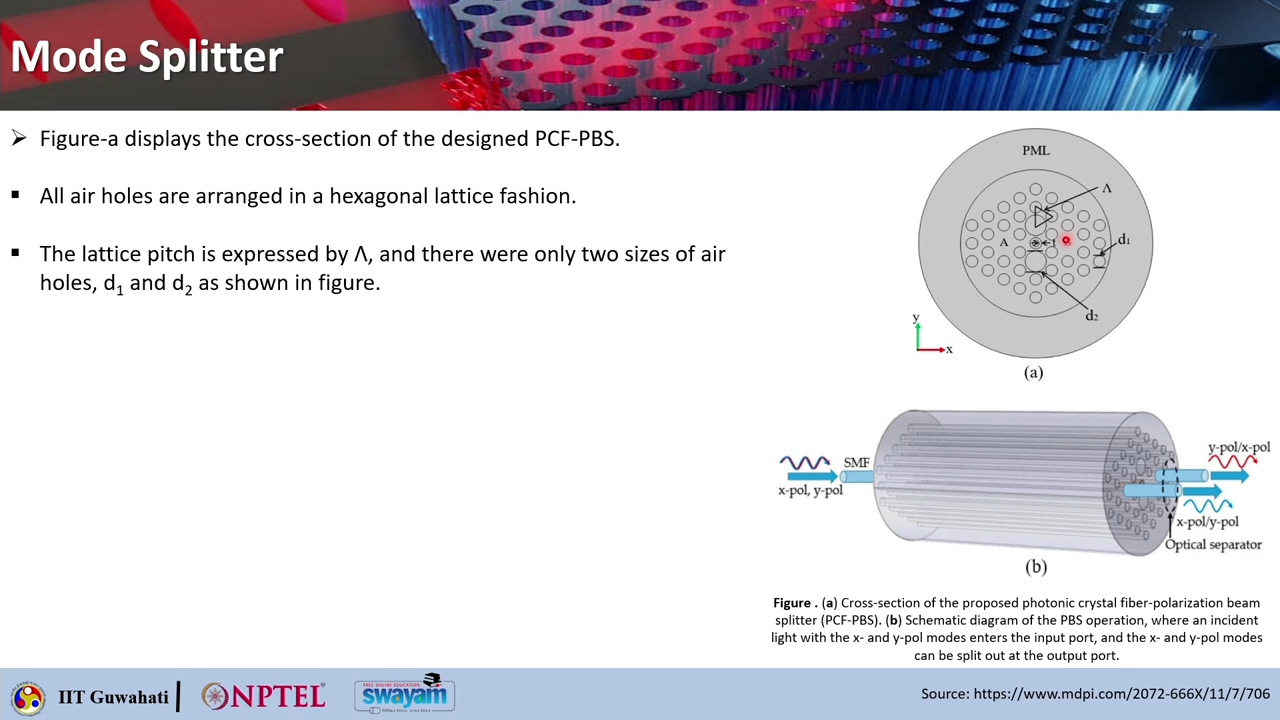 Mode Splitter
➤ Figure-a displays the cross-section of the designed PCF-PBS.
▪ All air holes are arranged in a hexagonal lattice fashion.
▪ The lattice pitch is expressed by Λ, and there were only two sizes of air
holes, d₁ and d₂ as shown in figure.
PML
Λ
A
d₁
d₂
y
x
(a)
SMF
x-pol, y-pol
y-pol/x-pol
x-pol/y-pol
Optical separator
(b)
Figure . (a) Cross-section of the proposed photonic crystal fiber-polarization beam
splitter (PCF-PBS). (b) Schematic diagram of the PBS operation, where an incident
light with the x- and y-pol modes enters the input port, and the x- and y-pol modes
can be split out at the output port.
IIT Guwahati
NPTEL
FREE ONLINE EDUCATION
swayam
Source: https://www.mdpi.com/2072-666X/11/7/706